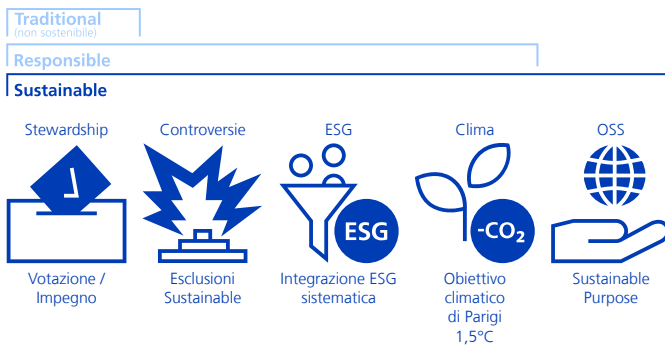 Traditional
(non sostenibile)
Responsible
Sustainable
Stewardship
Controversie
ESG
Clima
OSS
ESG
-CO₂
Votazione /
Impegno
Esclusioni
Sustainable
Integrazione ESG
sistematica
Obiettivo
climatico
di Parigi
1,5°C
Sustainable
Purpose